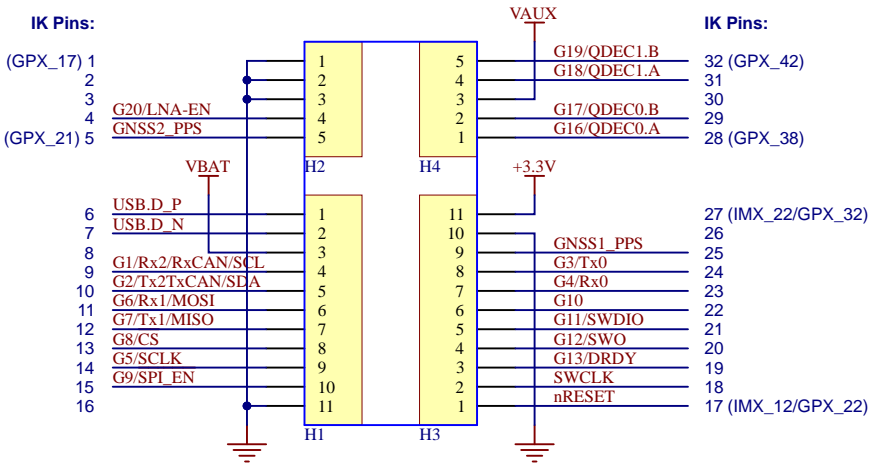 VAUX
IK Pins: IK Pins:
(GPX_17) 1 1 5 G19/QDEC1.B 32 (GPX_42)
2 2 4 G18/QDEC1.A 31
3 3 3 30
4 G20/LNA-EN 4 2 G17/QDEC0.B 29
(GPX_21) 5 GNSS2_PPS 5 1 G16/QDEC0.A 28 (GPX_38)
VBAT H2 H4 +3.3V
6 USB.D_P 1 11 27 (IMX_22/GPX_32)
7 USB.D_N 2 10 26
8 3 9 GNSS1_PPS 25
9 G1/Rx2/RxCAN/SCL 4 8 G3/Tx0 24
10 G2/Tx2TxCAN/SDA 5 7 G4/Rx0 23
11 G6/Rx1/MOSI 6 6 G10 22
12 G7/Tx1/MISO 7 5 G11/SWDIO 21
13 G8/CS 8 4 G12/SWO 20
14 G5/SCLK 9 3 G13/DRDY 19
15 G9/SPI_EN 10 2 SWCLK 18
16 11 1 nRESET 17 (IMX_12/GPX_22)
H1 H3